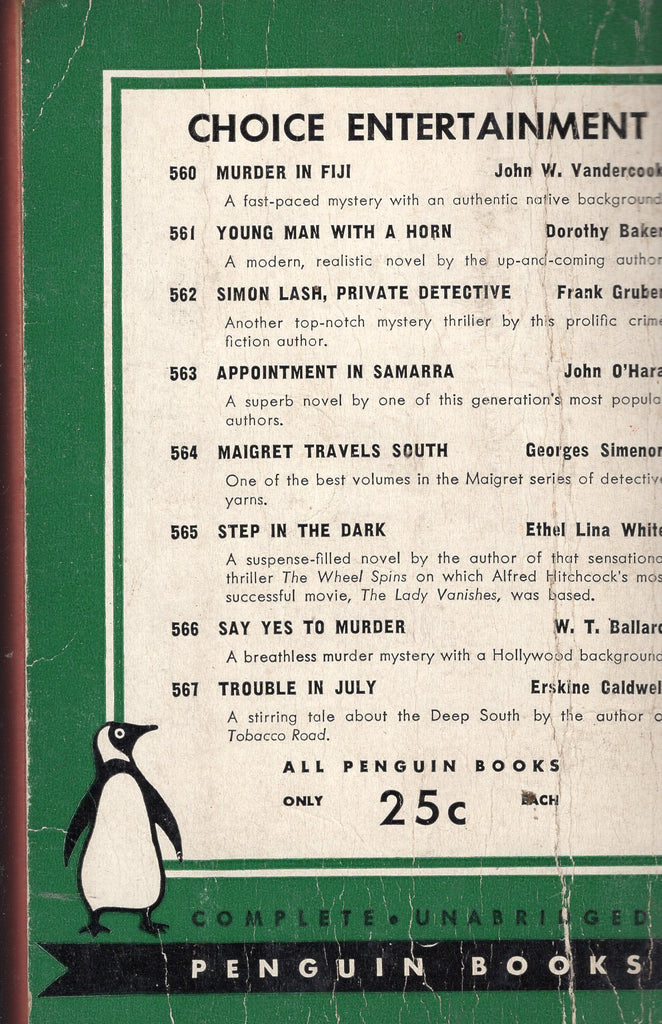 CHOICE ENTERTAINMENT
560 MURDER IN FIJI John W. Vandercook
A fast-paced mystery with an authentic native background
561 YOUNG MAN WITH A HORN Dorothy Baker
A modern, realistic novel by the up-and-coming author
562 SIMON LASH, PRIVATE DETECTIVE Frank Gruber
Another top-notch mystery thriller by this prolific crime
fiction author.
563 APPOINTMENT IN SAMARRA John O'Hara
A superb novel by one of this generation's most popula
authors.
564 MAIGRET TRAVELS SOUTH Georges Simenon
One of the best volumes in the Maigret series of detective
yarns.
565 STEP IN THE DARK Ethel Lina White
A suspense-filled novel by the author of that sensationa
thriller The Wheel Spins on which Alfred Hitchcock's mos
successful movie, The Lady Vanishes, was based.
566 SAY YES TO MURDER W. T. Ballard
A breathless murder mystery with a Hollywood background
567 TROUBLE IN JULY Erskine Caldwel
A stirring tale about the Deep South by the author o
Tobacco Road.
ALL PENGUIN BOOKS
ONLY 25c EACH
COMPLETE • UNABRIDGED
PENGUIN BOOKS